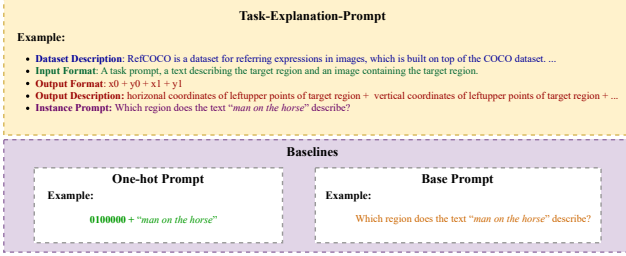 Task-Explanation-Prompt
Example:
• Dataset Description: RefCOCO is a dataset for referring expressions in images, which is built on top of the COCO dataset. ...
• Input Format: A task prompt, a text describing the target region and an image containing the target region.
• Output Format: x0 + y0 + x1 + y1
• Output Description: horizonal coordinates of leftupper points of target region + vertical coordinates of leftupper points of target region + ...
• Instance Prompt: Which region does the text “man on the horse” describe?
Baselines
One-hot Prompt
Example:
0100000 + “man on the horse”
Base Prompt
Example:
Which region does the text “man on the horse” describe?